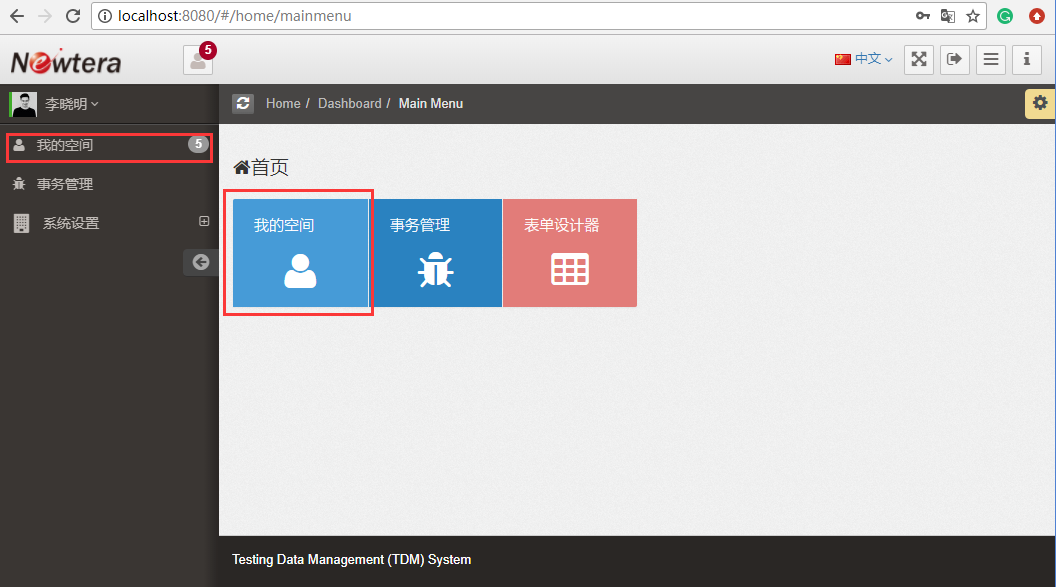 localhost:8080/#/home/mainmenu
Newtera
5
中文
李晓明
Home / Dashboard / Main Menu
我的空间 5
事务管理
系统设置
首页
我的空间 事务管理 表单设计器
Testing Data Management (TDM) System